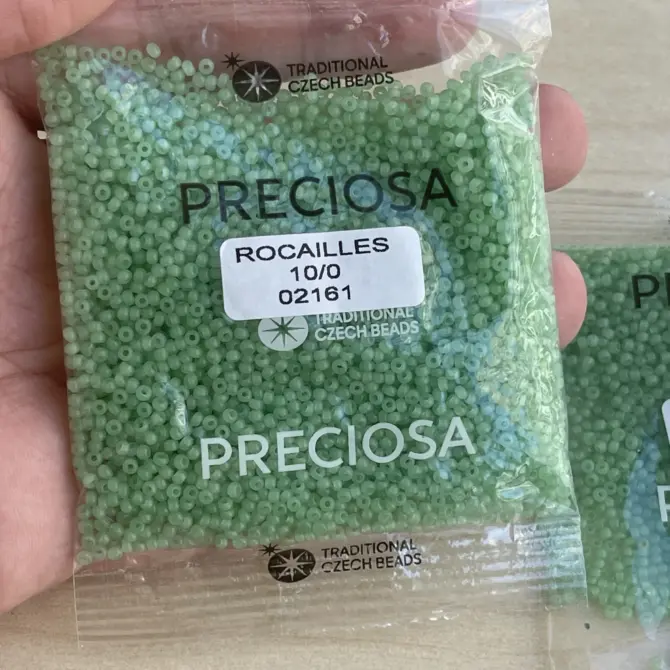 TRADITIONAL
CZECH BEADS
PRECIOSA
ROCAILLES
10/0
02161
TRADITIONAL
CZECH BEADS
PRECIOSA
TRADITIONAL
CZECH BEADS